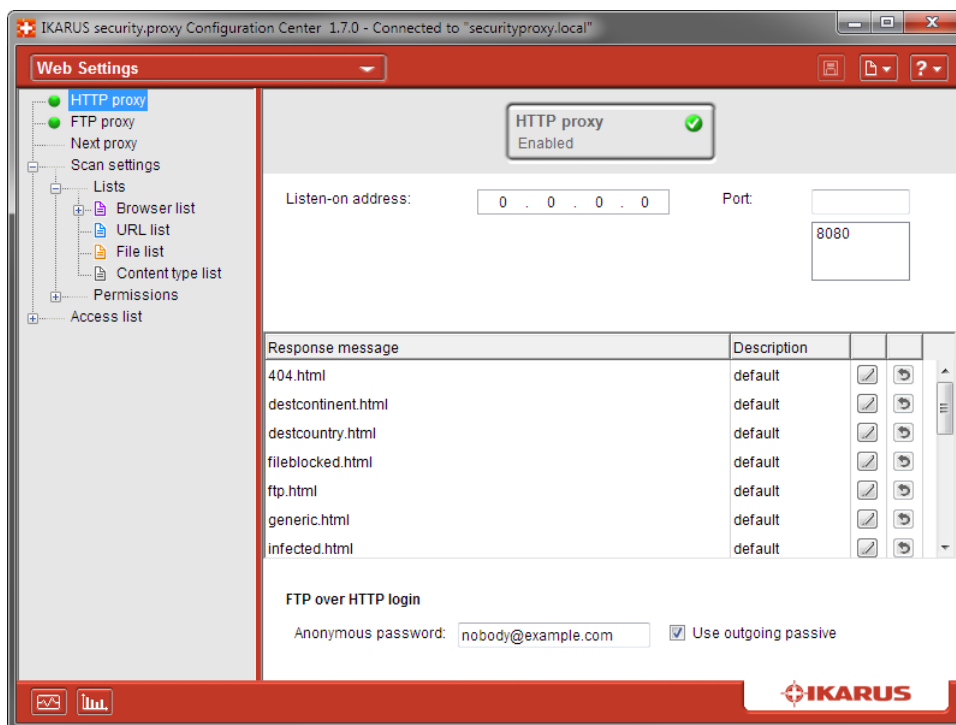 IKARUS security.proxy Configuration Center 1.7.0 - Connected to "securityproxy.local"
Web Settings
?
HTTP proxy
FTP proxy
Next proxy
Scan settings
Lists
Browser list
URL list
File list
Content type list
Permissions
Access list
HTTP proxy
Enabled
Listen-on address: 0 . 0 . 0 . 0 Port:
8080
Response message Description
404.html default
destcontinent.html default
destcountry.html default
fileblocked.html default
ftp.html default
generic.html default
infected.html default
FTP over HTTP login
Anonymous password: nobody@example.com Use outgoing passive
IKARUS